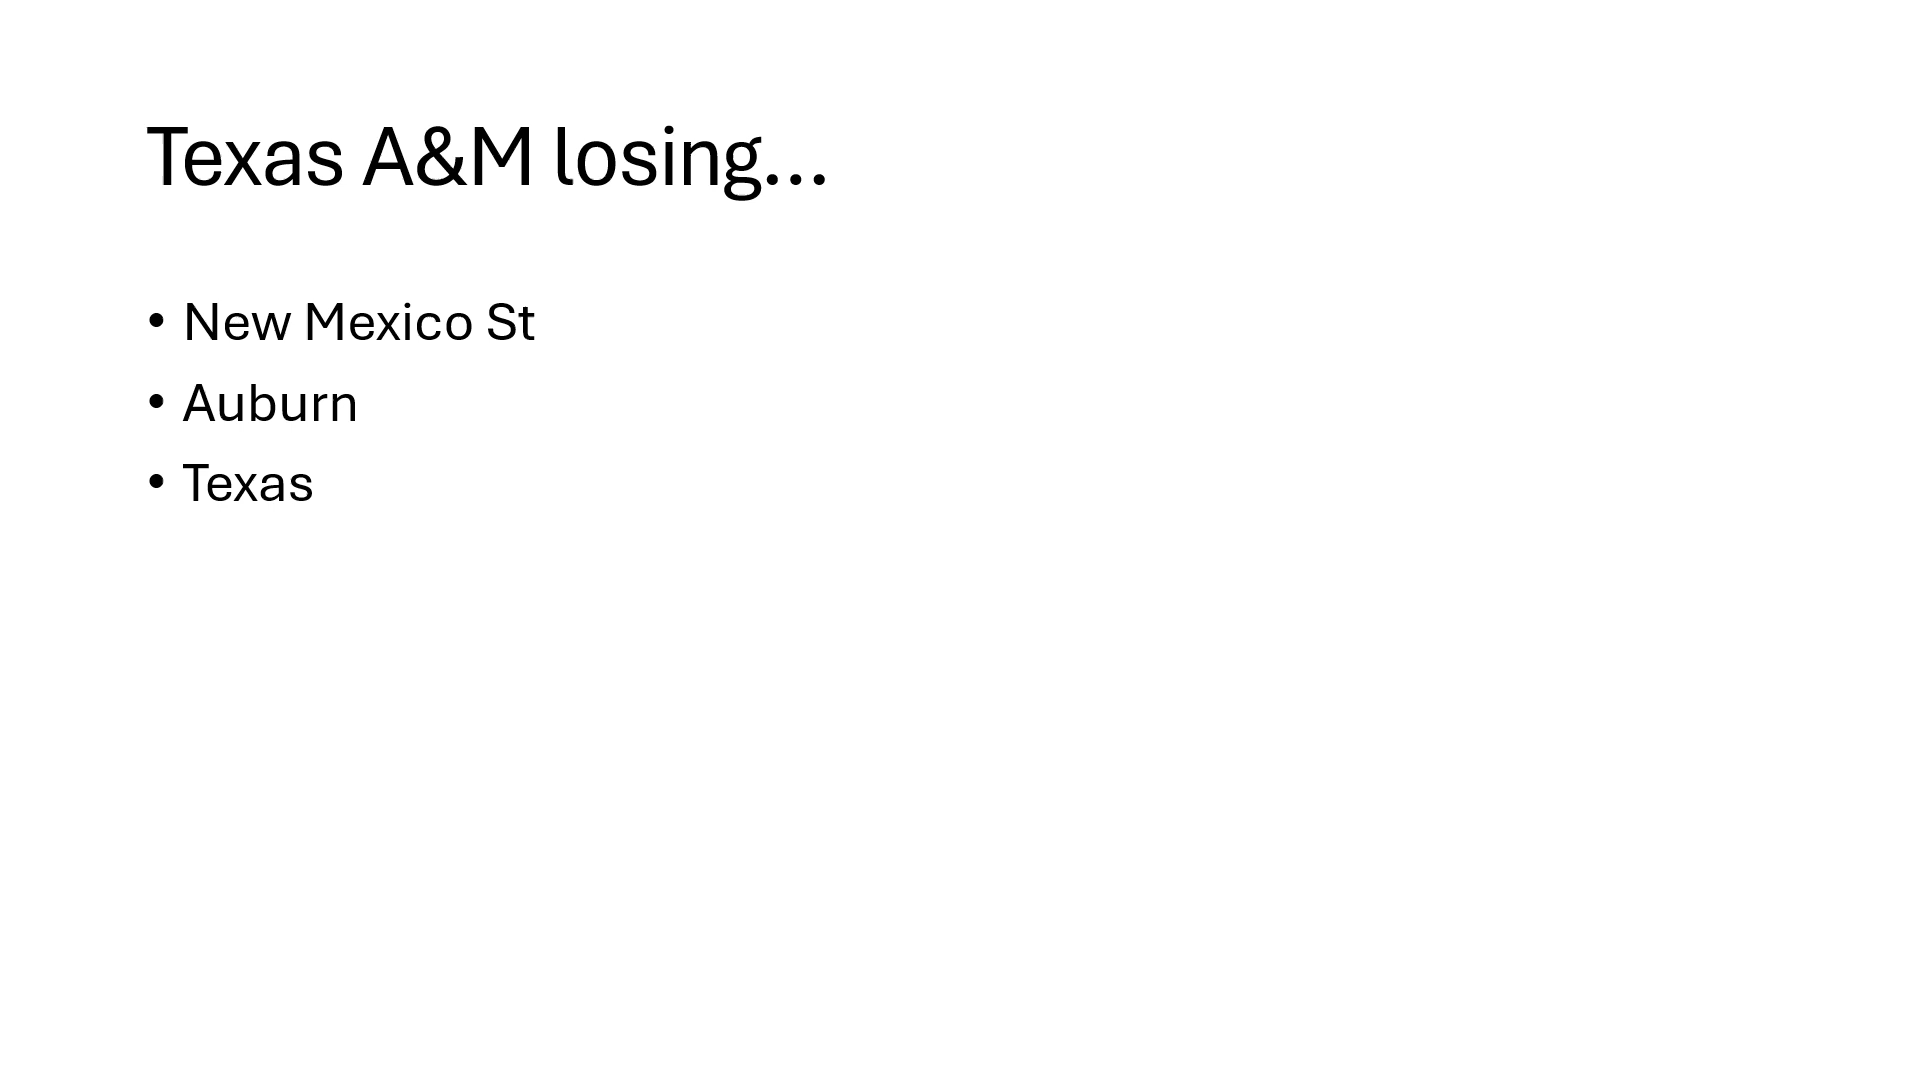 Texas A&M losing...
• New Mexico St
• Auburn
• Texas